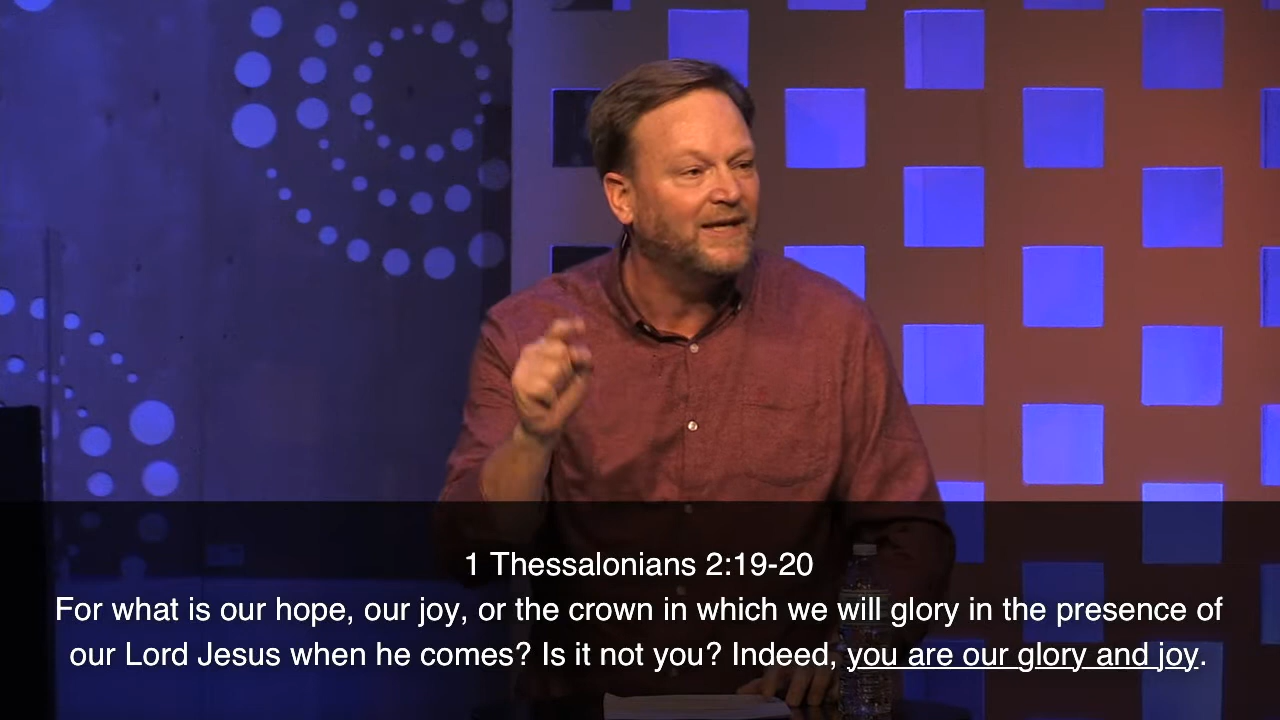 1 Thessalonians 2:19-20
For what is our hope, our joy, or the crown in which we will glory in the presence of
our Lord Jesus when he comes? Is it not you? Indeed, you are our glory and joy.